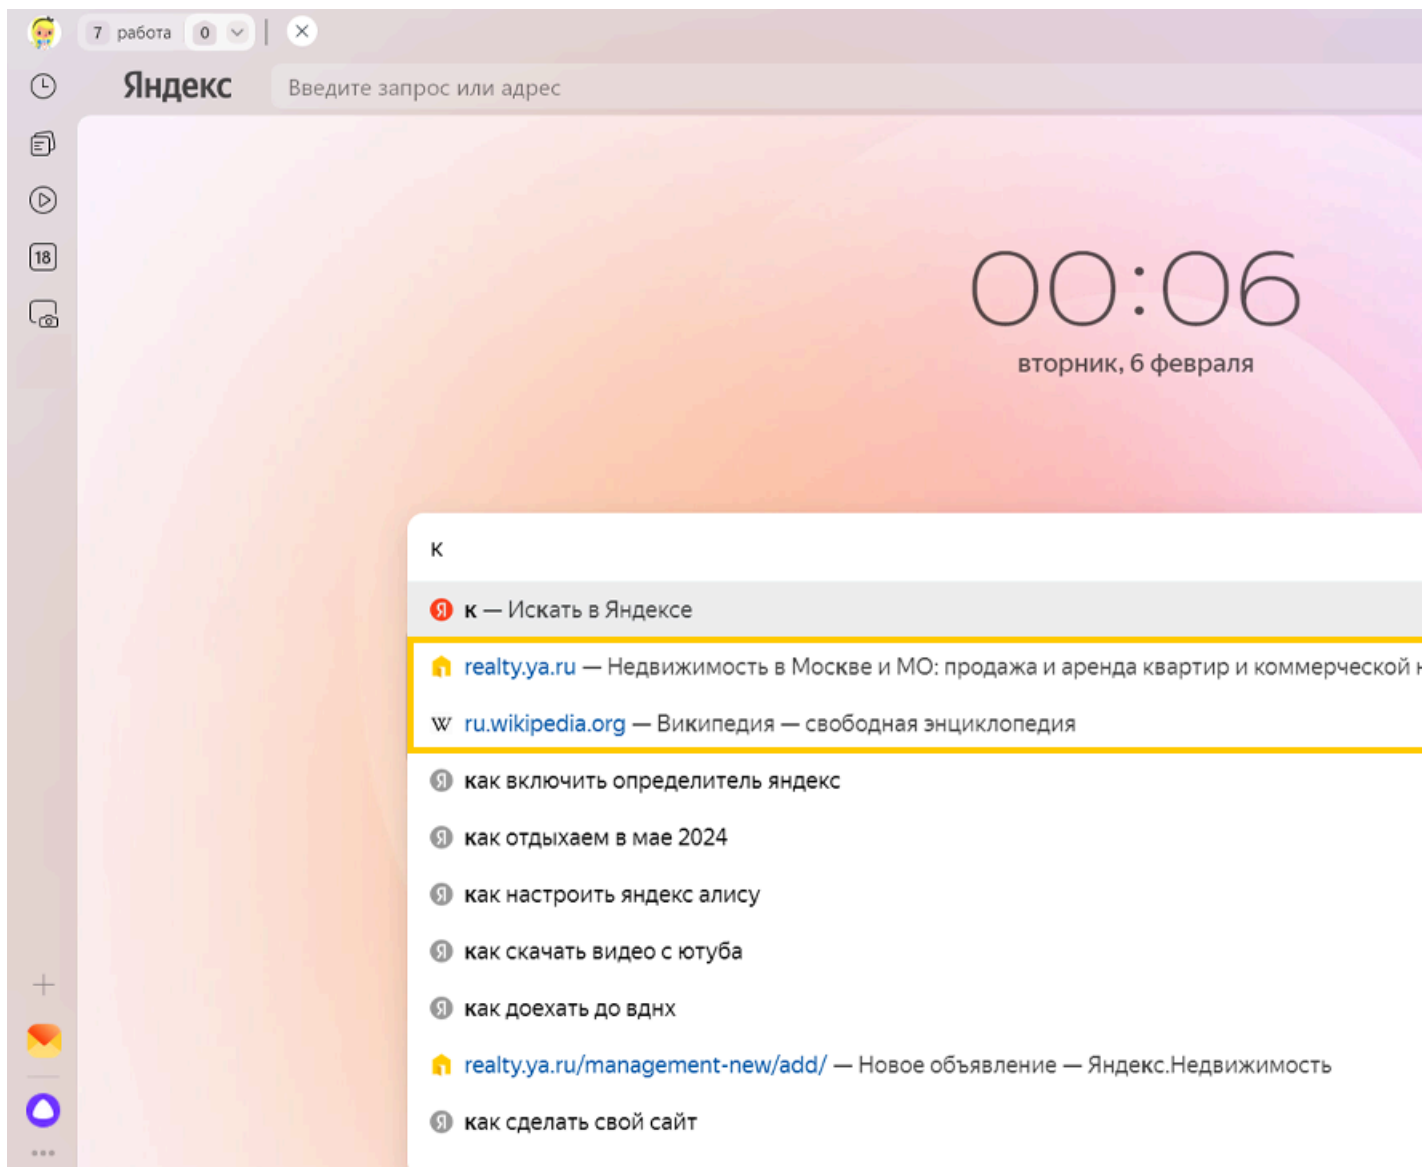 7 работа 0
Яндекс Введите запрос или адрес
18
00:06
вторник, 6 февраля
к
Я к — Искать в Яндексе
realty.ya.ru — Недвижимость в Москве и МО: продажа и аренда квартир и коммерческой н
W ru.wikipedia.org — Википедия — свободная энциклопедия
Я как включить определитель яндекс
Я как отдыхаем в мае 2024
Я как настроить яндекс алису
Я как скачать видео с ютуба
Я как доехать до вднх
realty.ya.ru/management-new/add/ — Новое объявление — Яндекс.Недвижимость
Я как сделать свой сайт